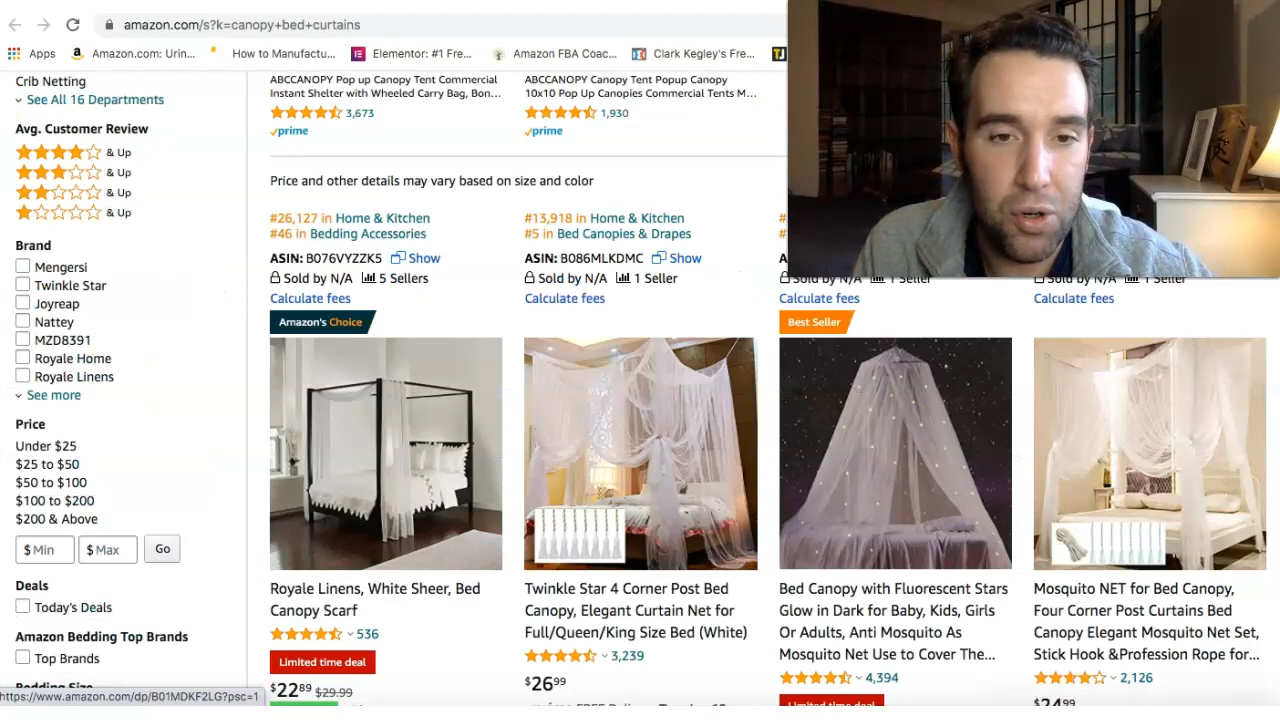 amazon.com/s?k=canopy+bed+curtains
Apps
Amazon.com: Urin...
How to Manufactu...
Elementor: #1 Fre...
Amazon FBA Coac...
Clark Kegley's Fre...
TJ
Crib Netting
See All 16 Departments
Avg. Customer Review
& Up
& Up
& Up
& Up
Brand
Mengersi
Twinkle Star
Joyreap
Nattey
MZD8391
Royale Home
Royale Linens
See more
Price
Under $25
$25 to $50
$50 to $100
$100 to $200
$200 & Above
$ Min
$ Max
Go
Deals
Today's Deals
Amazon Bedding Top Brands
Top Brands
Bedding Size
https://www.amazon.com/dp/B01MDKF2LG?psc=1
ABCCANOPY Pop up Canopy Tent Commercial
Instant Shelter with Wheeled Carry Bag, Bon...
3,673
prime
ABCCANOPY Canopy Tent Popup Canopy
10x10 Pop Up Canopies Commercial Tents M...
1,930
prime
Price and other details may vary based on size and color
#26,127 in Home & Kitchen
#46 in Bedding Accessories
ASIN: B076VYZZK5 Show
Sold by N/A 5 Sellers
Calculate fees
Amazon's Choice
Royale Linens, White Sheer, Bed
Canopy Scarf
536
Limited time deal
$22 89 $29.99
#13,918 in Home & Kitchen
#5 in Bed Canopies & Drapes
ASIN: B086MLKDMC Show
Sold by N/A 1 Seller
Calculate fees
Twinkle Star 4 Corner Post Bed
Canopy, Elegant Curtain Net for
Full/Queen/King Size Bed (White)
3,239
$26 99
Sold by N/A 1 Seller
Calculate fees
Best Seller
Bed Canopy with Fluorescent Stars
Glow in Dark for Baby, Kids, Girls
Or Adults, Anti Mosquito As
Mosquito Net Use to Cover The...
4,394
Limited time deal
Sold by N/A 1 Seller
Calculate fees
Mosquito NET for Bed Canopy,
Four Corner Post Curtains Bed
Canopy Elegant Mosquito Net Set,
Stick Hook &Profession Rope for...
2,126
$24 99